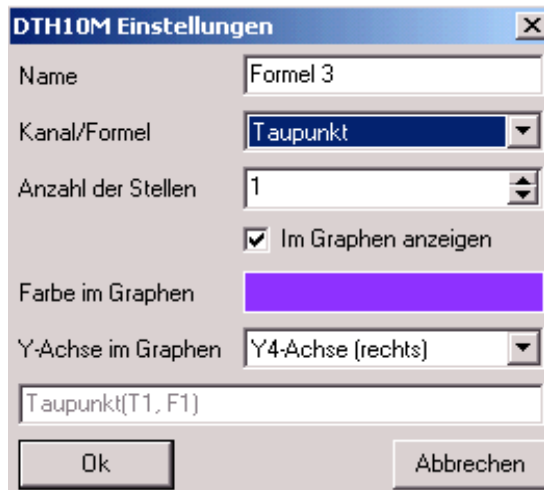 DTH10M Einstellungen
Name Formel 3
Kanal/Formel Taupunkt
Anzahl der Stellen 1
Im Graphen anzeigen
Farbe im Graphen
Y-Achse im Graphen Y4-Achse (rechts)
Taupunkt(T1, F1)
Ok Abbrechen